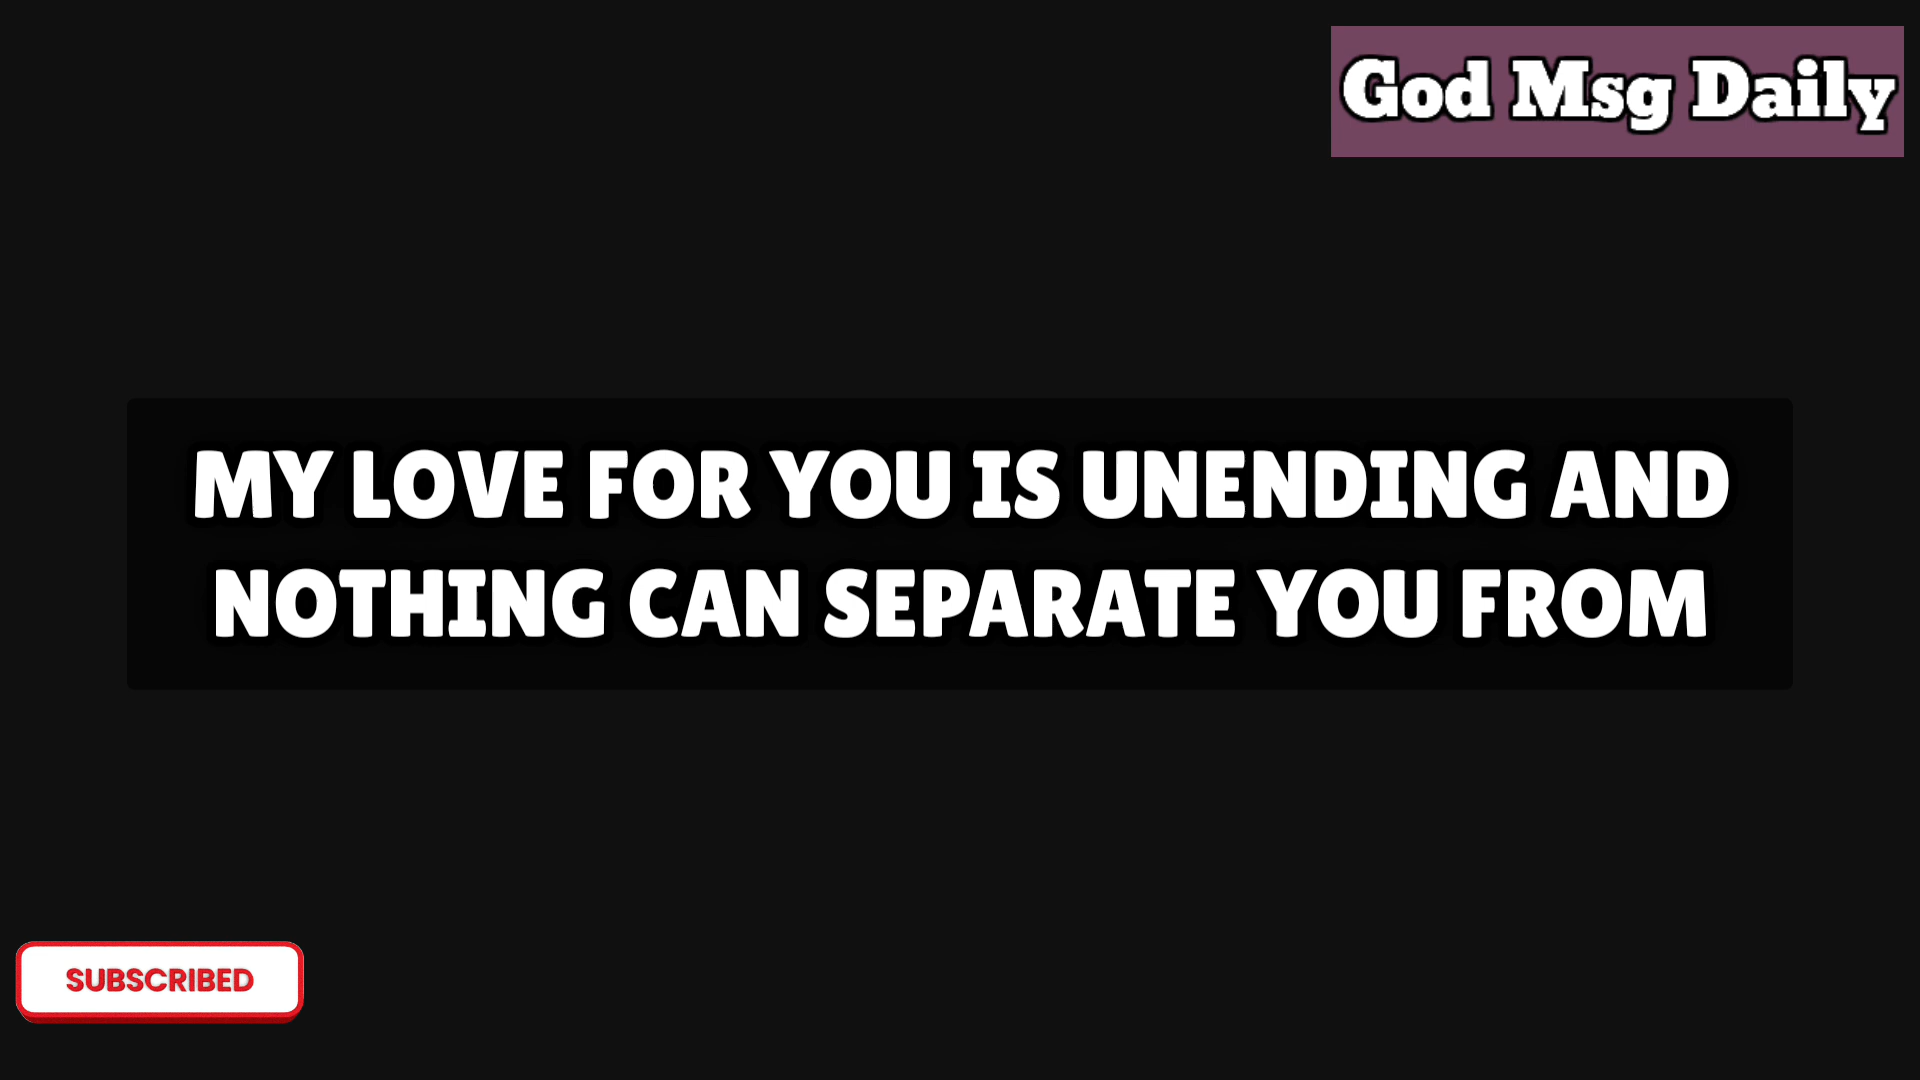 God Msg Daily
MY LOVE FOR YOU IS UNENDING AND
NOTHING CAN SEPARATE YOU FROM
SUBSCRIBED